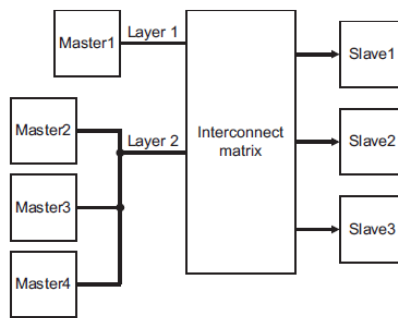 Master1
Layer 1
Slave1
Master2
Layer 2
Interconnect
matrix
Slave2
Master3
Slave3
Master4